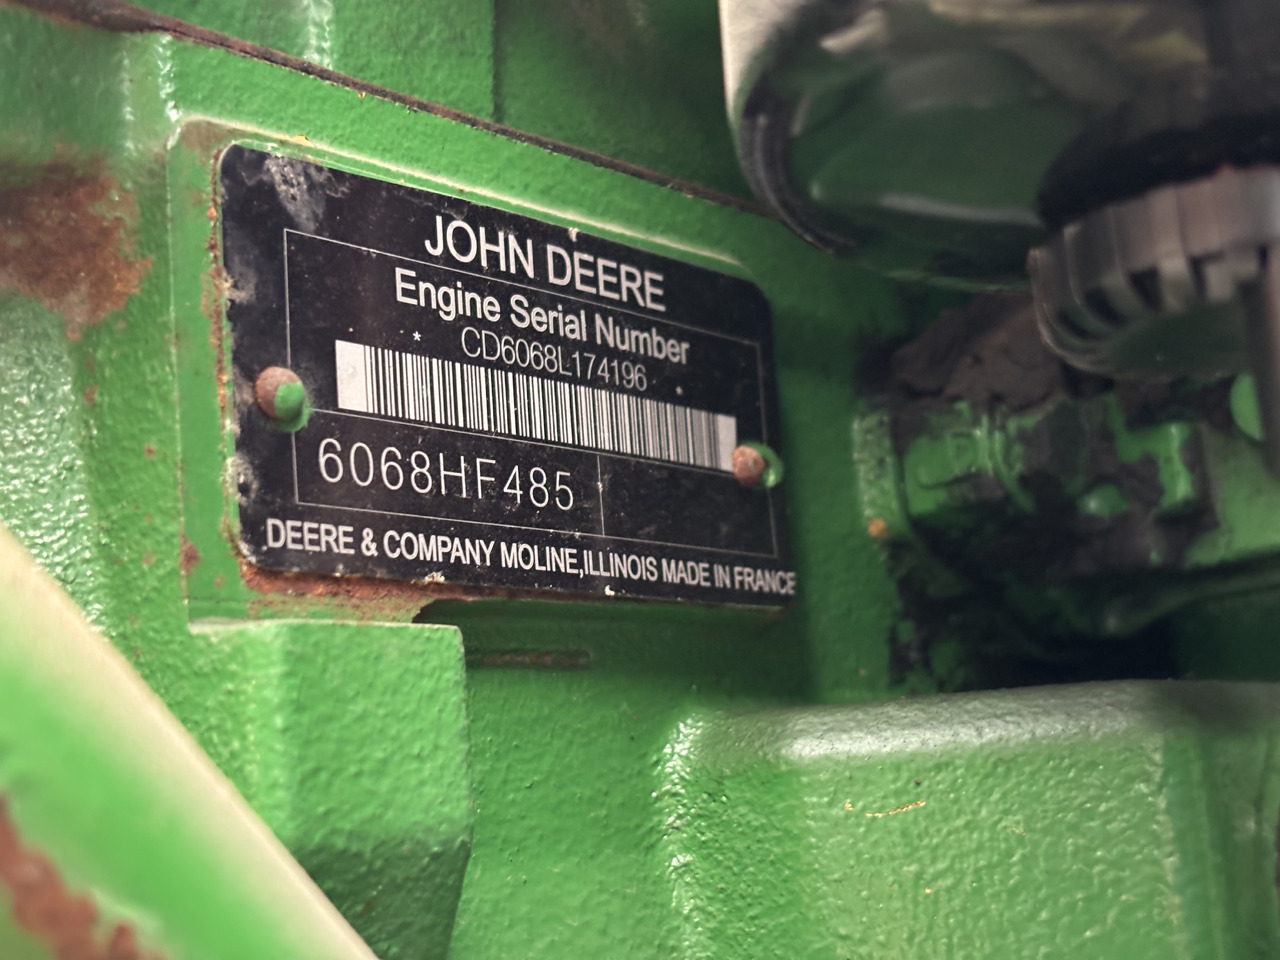 JOHN DEERE
Engine Serial Number
* CD6068L174196 *
6068HF485
DEERE & COMPANY MOLINE,ILLINOIS MADE IN FRANCE